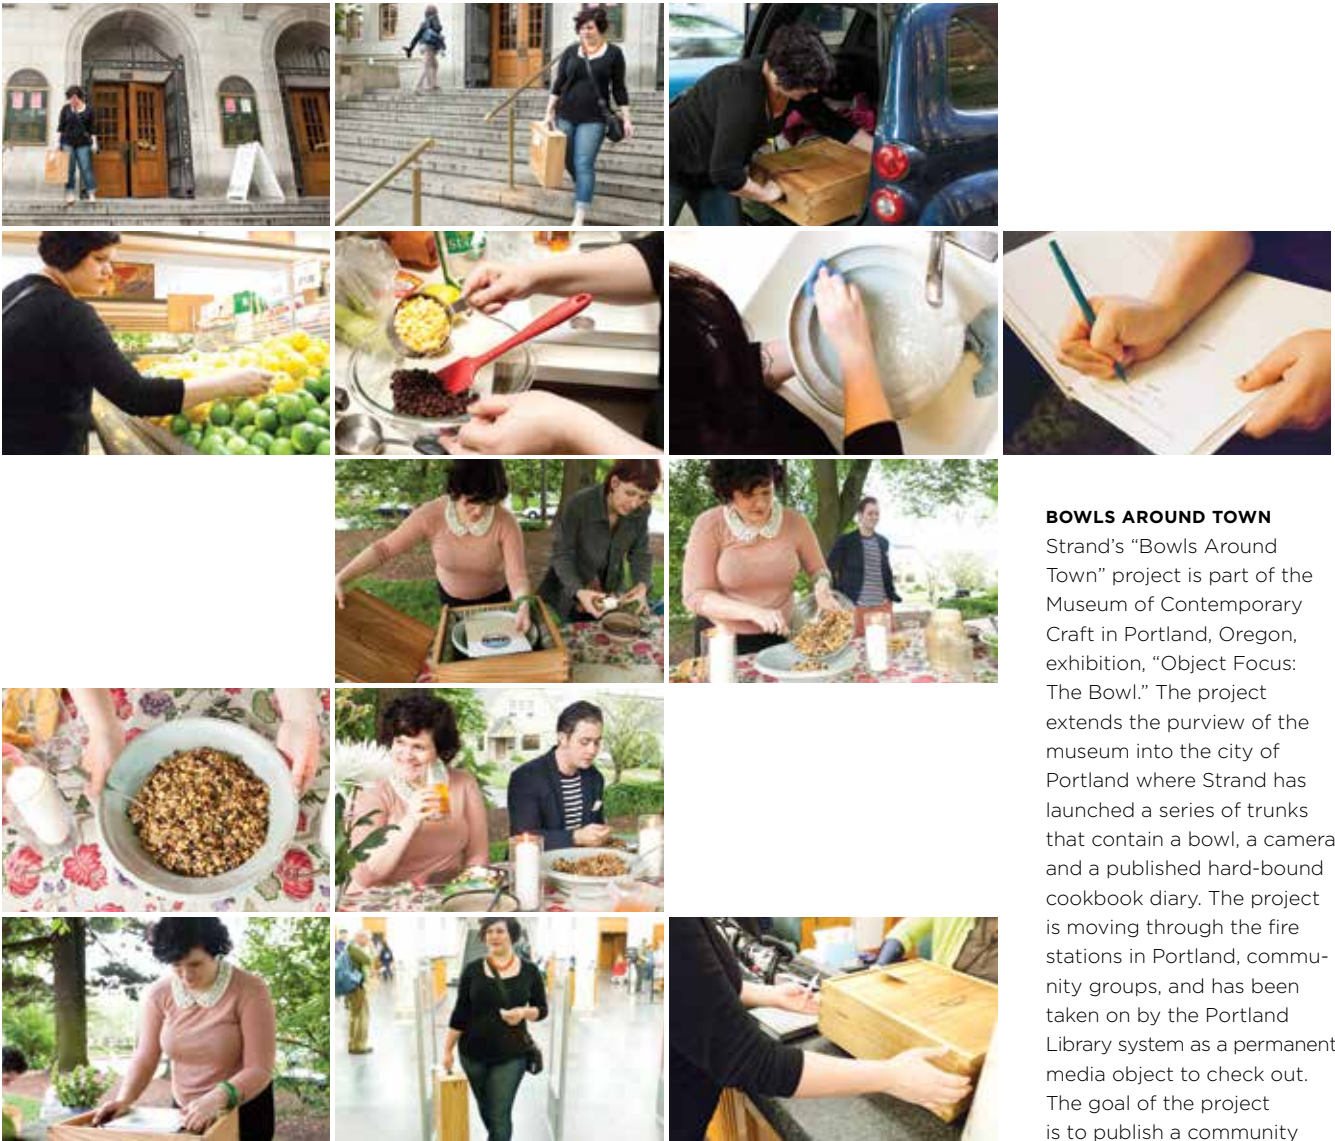 BOWLS AROUND TOWN
Strand’s “Bowls Around
Town” project is part of the
Museum of Contemporary
Craft in Portland, Oregon,
exhibition, “Object Focus:
The Bowl.” The project
extends the purview of the
museum into the city of
Portland where Strand has
launched a series of trunks
that contain a bowl, a camera
and a published hard-bound
cookbook diary. The project
is moving through the fire
stations in Portland, commu-
nity groups, and has been
taken on by the Portland
Library system as a permanent
media object to check out.
The goal of the project
is to publish a community